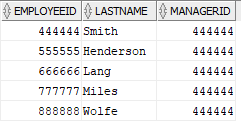 EMPLOYEEID LASTNAME MANAGERID
444444 Smith 444444
555555 Henderson 444444
666666 Lang 444444
777777 Miles 444444
888888 Wolfe 444444